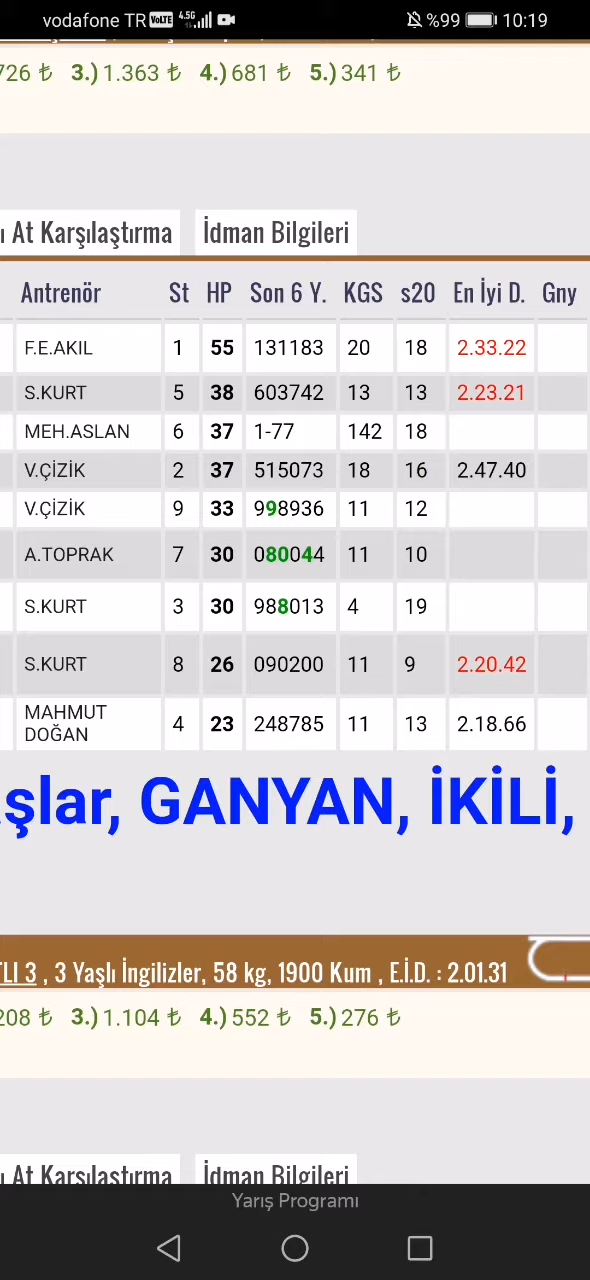 vodafone TR VoLTE 4.5G %99 10:19
726 ₺ 3.) 1.363 ₺ 4.) 681 ₺ 5.) 341 ₺
At Karşılaştırma İdman Bilgileri
Antrenör St HP Son 6 Y. KGS s20 En İyi D. Gny
F.E.AKIL 1 55 131183 20 18 2.33.22
S.KURT 5 38 603742 13 13 2.23.21
MEH.ASLAN 6 37 1-77 142 18
V.ÇİZİK 2 37 515073 18 16 2.47.40
V.ÇİZİK 9 33 998936 11 12
A.TOPRAK 7 30 080044 11 10
S.KURT 3 30 988013 4 19
S.KURT 8 26 090200 11 9 2.20.42
MAHMUT DOĞAN 4 23 248785 11 13 2.18.66
şlar, GANYAN, İKİLİ,
TLI 3 , 3 Yaşlı İngilizler, 58 kg, 1900 Kum , E.İ.D. : 2.01.31
208 ₺ 3.) 1.104 ₺ 4.) 552 ₺ 5.) 276 ₺
At Karşılaştırma İdman Bilgileri
Yarış Programı